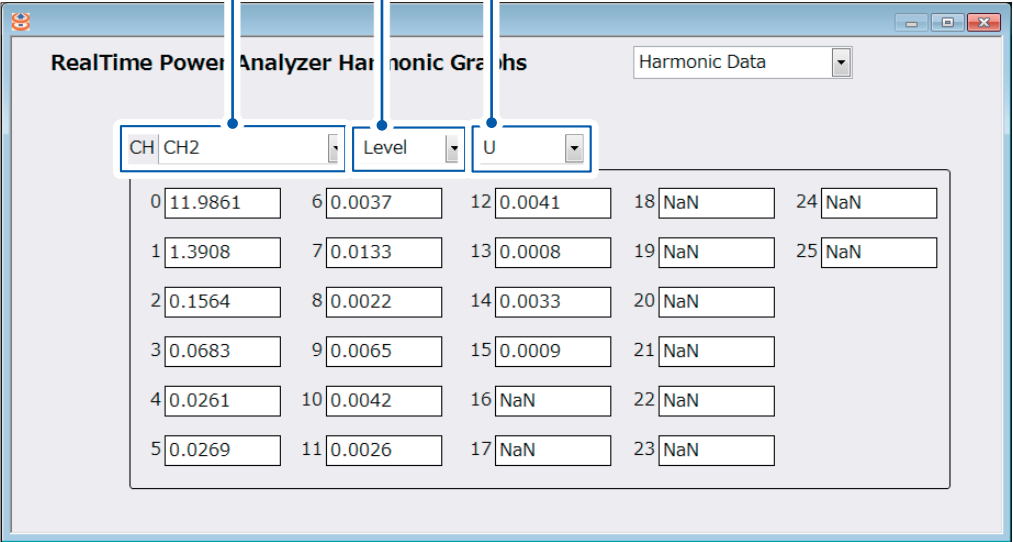 RealTime Power Analyzer Harmonic Graphs Harmonic Data
CH CH2 Level U
0 11.9861 6 0.0037 12 0.0041 18 NaN 24 NaN
1 1.3908 7 0.0133 13 0.0008 19 NaN 25 NaN
2 0.1564 8 0.0022 14 0.0033 20 NaN
3 0.0683 9 0.0065 15 0.0009 21 NaN
4 0.0261 10 0.0042 16 NaN 22 NaN
5 0.0269 11 0.0026 17 NaN 23 NaN